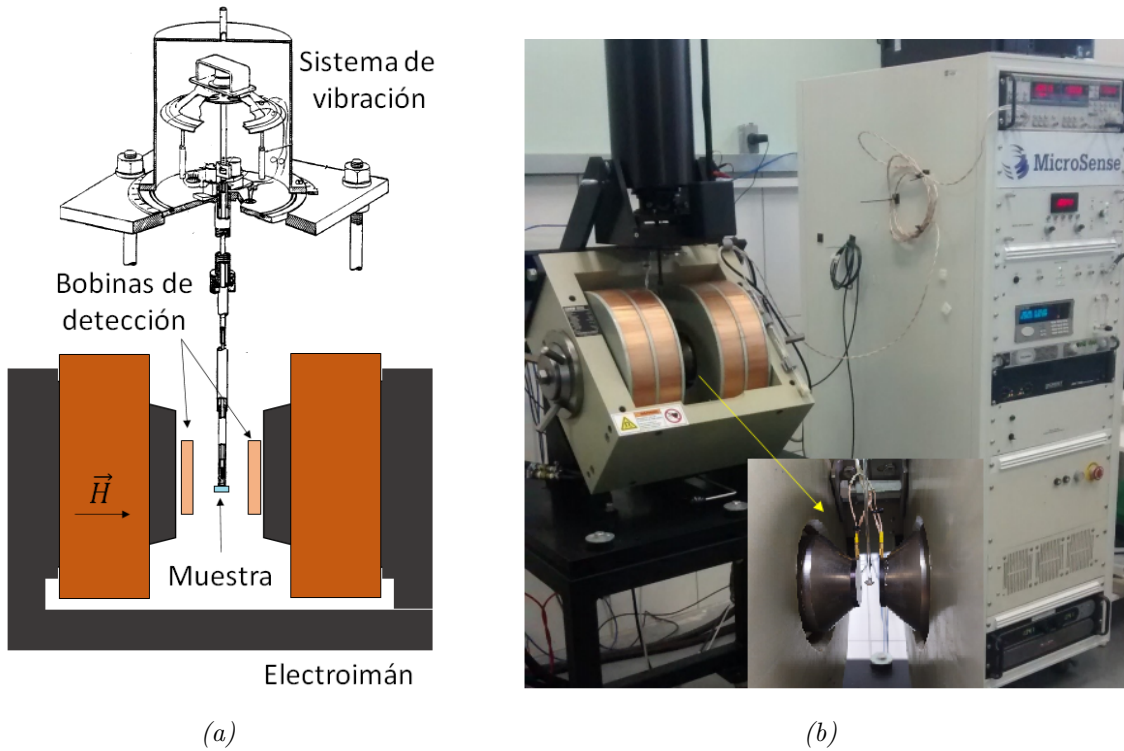 Sistema de
vibración
Bobinas de
detección
H
Muestra
Electroimán
(a)
MicroSense
(b)